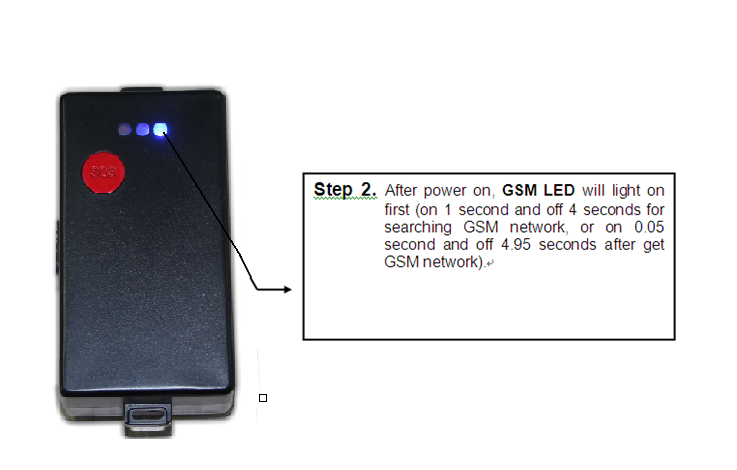 SOS
Step 2. After power on, GSM LED will light on
first (on 1 second and off 4 seconds for
searching GSM network, or on 0.05
second and off 4.95 seconds after get
GSM network).↵